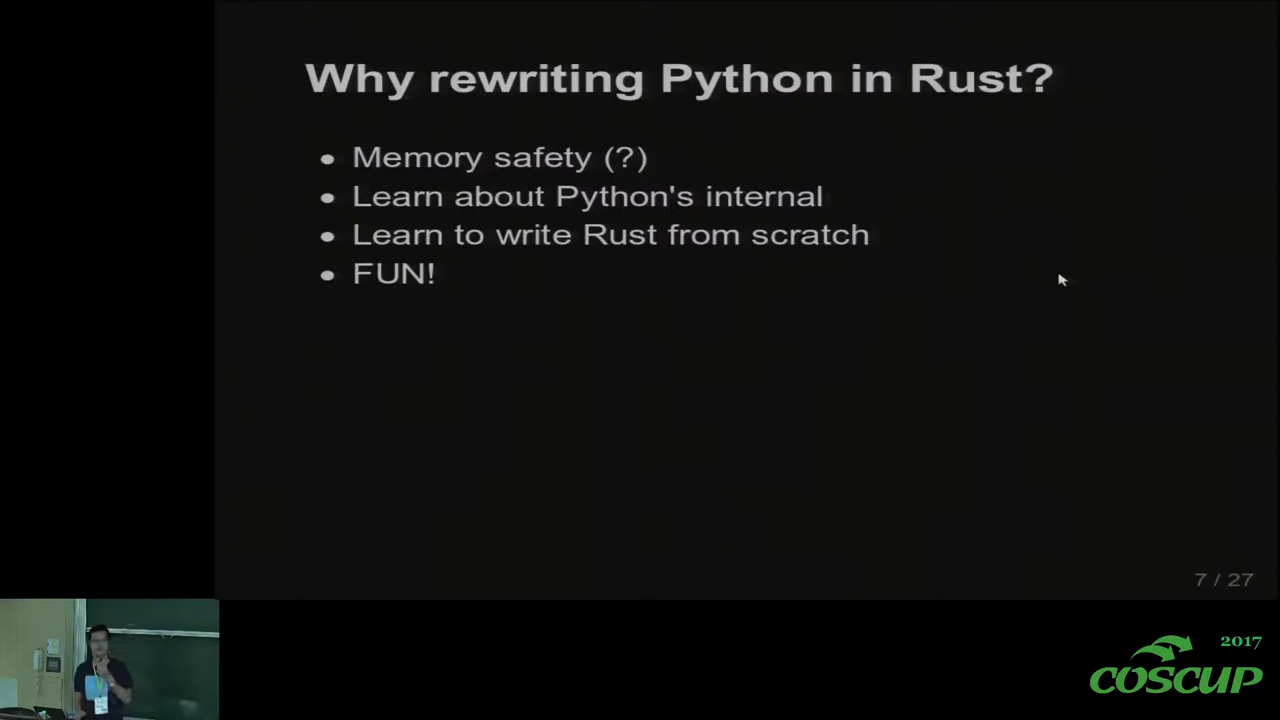 Why rewriting Python in Rust?
• Memory safety (?)
• Learn about Python's internal
• Learn to write Rust from scratch
• FUN!
7 / 27
2017
COSCUP